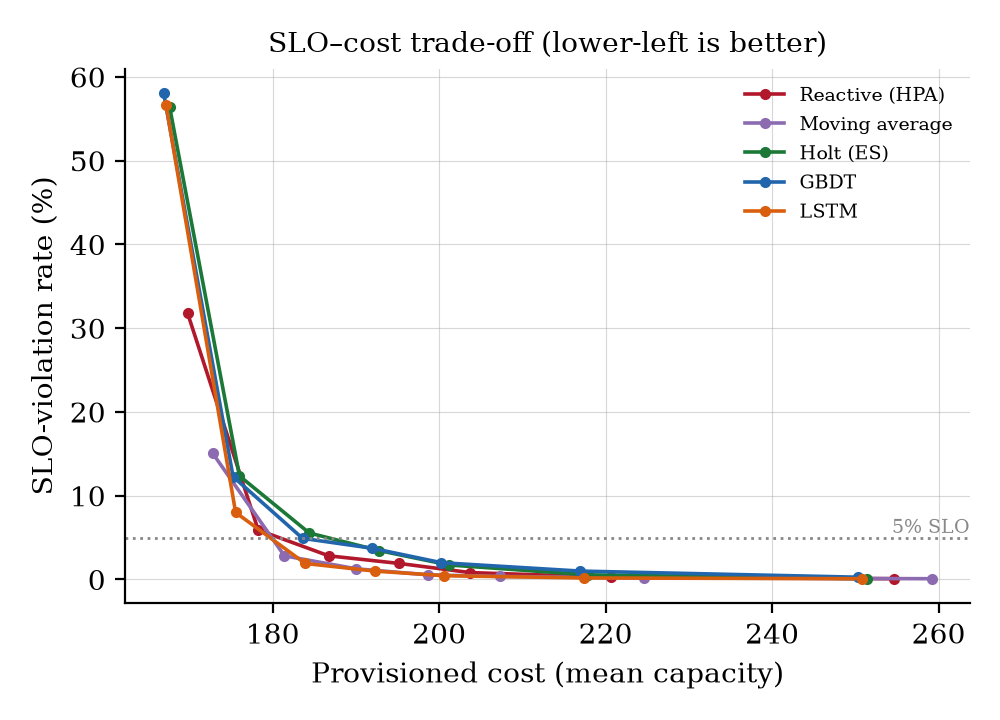 SLO–cost trade-off (lower-left is better)
SLO-violation rate (%)
60
50
40
30
20
10
0
Reactive (HPA)
Moving average
Holt (ES)
GBDT
LSTM
5% SLO
180
200
220
240
260
Provisioned cost (mean capacity)